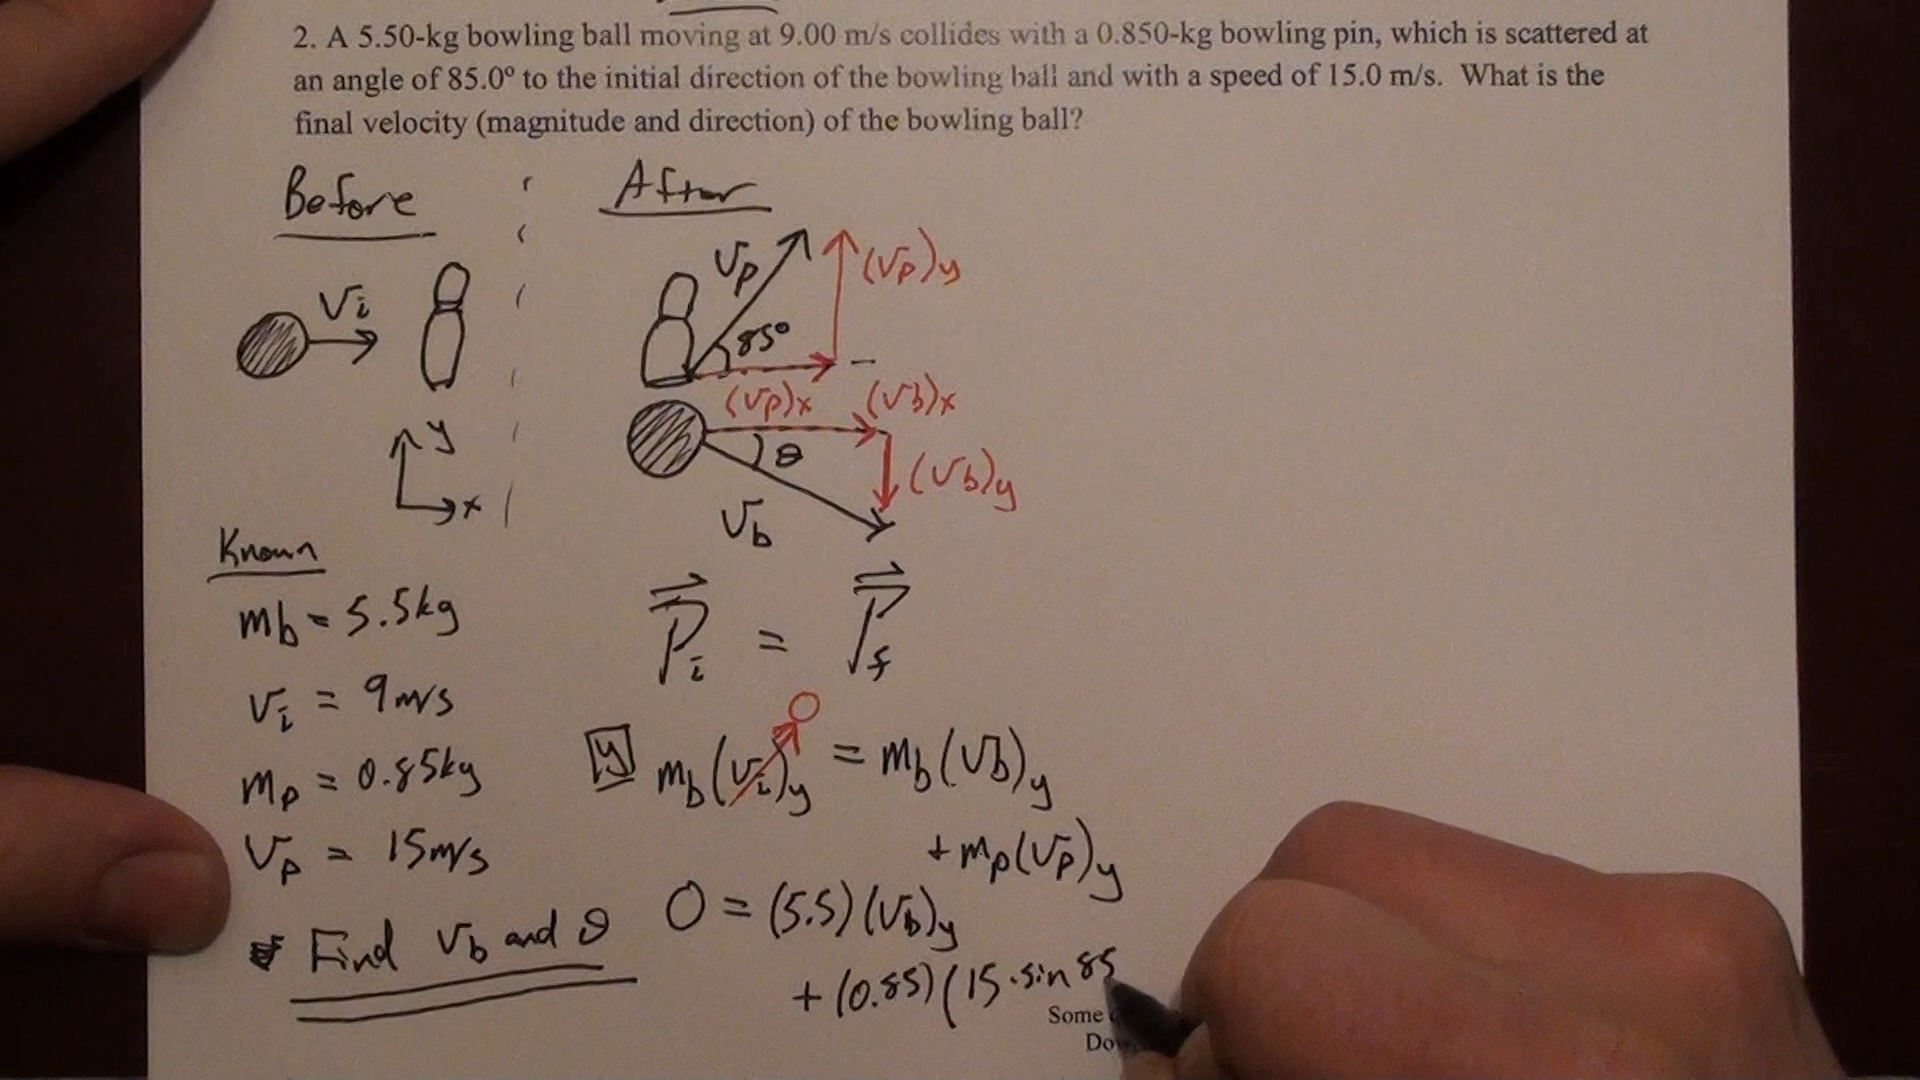 2. A 5.50-kg bowling ball moving at 9.00 m/s collides with a 0.850-kg bowling pin, which is scattered at
an angle of 85.0º to the initial direction of the bowling ball and with a speed of 15.0 m/s. What is the
final velocity (magnitude and direction) of the bowling ball?
Before
After
Vi
Vp
(Vp)y
85°
(Vp)x
(Vb)x
θ
(Vb)y
Vb
y
x
Known
mb = 5.5kg
Vi = 9m/s
mp = 0.85kg
Vp = 15m/s
Find Vb and θ
Pi = Pf
0
y mb(Vi)y = mb(Vb)y
+ mp(Vp)y
0 = (5.5)(Vb)y
+ (0.85)(15·sin 85
Some
Do